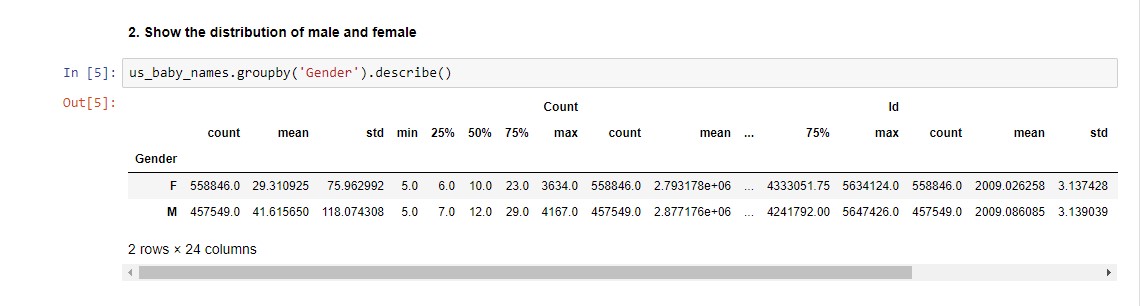 2. Show the distribution of male and female
In [5]: us_baby_names.groupby('Gender').describe()
Out[5]:
Count Id
count mean std min 25% 50% 75% max count mean ... 75% max count mean std
Gender
F 558846.0 29.310925 75.962992 5.0 6.0 10.0 23.0 3634.0 558846.0 2.793178e+06 ... 4333051.75 5634124.0 558846.0 2009.026258 3.137428
M 457549.0 41.615650 118.074308 5.0 7.0 12.0 29.0 4167.0 457549.0 2.877176e+06 ... 4241792.00 5647426.0 457549.0 2009.086085 3.139039
2 rows × 24 columns